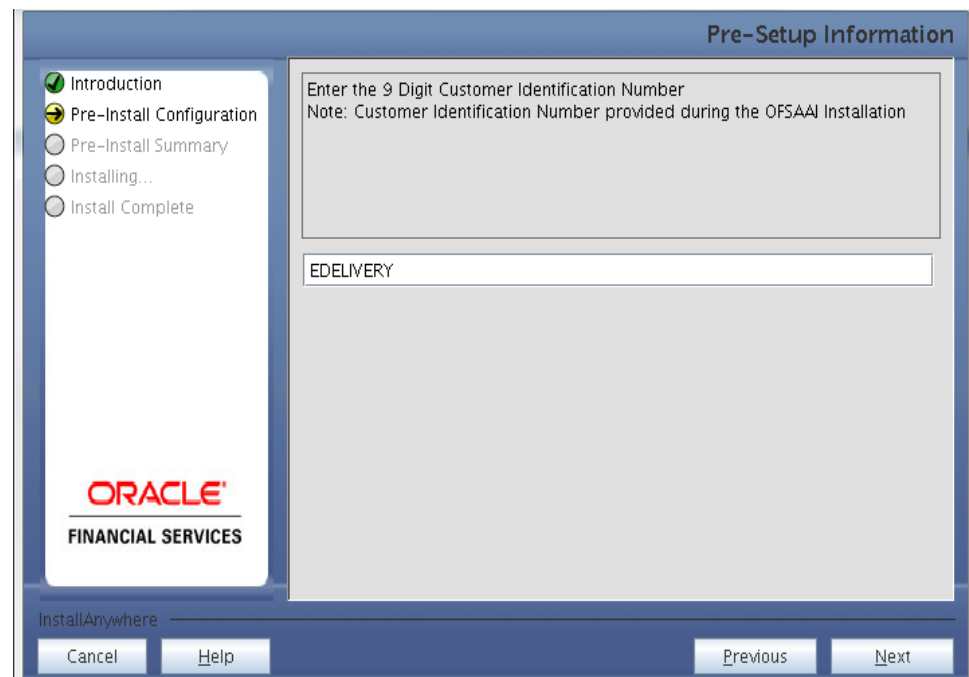 Pre-Setup Information
Introduction
Pre-Install Configuration
Pre-Install Summary
Installing...
Install Complete
ORACLE'
FINANCIAL SERVICES
Enter the 9 Digit Customer Identification Number
Note: Customer Identification Number provided during the OFSAAI Installation
EDELIVERY
InstallAnywhere
Cancel
Help
Previous
Next